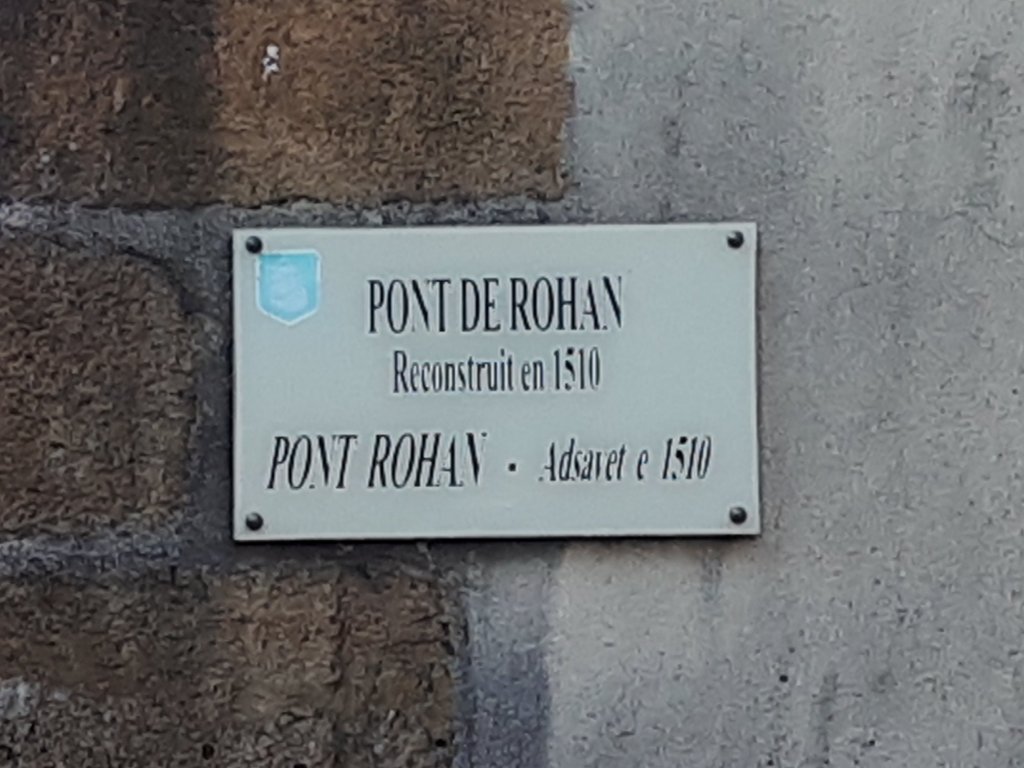 PONT DE ROHAN
Reconstruit en 1510
PONT ROHAN · Adsavet e 1510